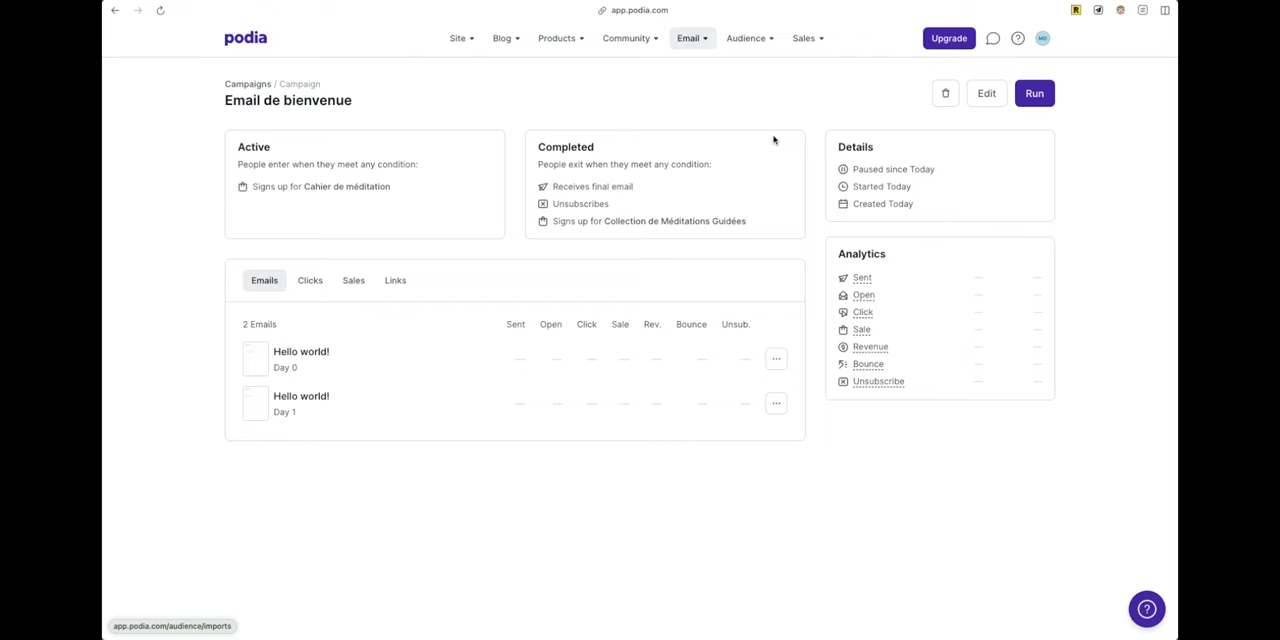 app.podia.com
podia
Site
Blog
Products
Community
Email
Audience
Sales
Upgrade
MD
Campaigns / Campaign
Email de bienvenue
Edit
Run
Active
People enter when they meet any condition:
Signs up for Cahier de méditation
Completed
People exit when they meet any condition:
Receives final email
Unsubscribes
Signs up for Collection de Méditations Guidées
Details
Paused since Today
Started Today
Created Today
Analytics
Sent — —
Open — —
Click — —
Sale — —
Revenue — —
Bounce — —
Unsubscribe — —
Emails Clicks Sales Links
2 Emails Sent Open Click Sale Rev. Bounce Unsub.
Hello world!
Day 0
— — — — — — —
Hello world!
Day 1
— — — — — — —
app.podia.com/audience/imports